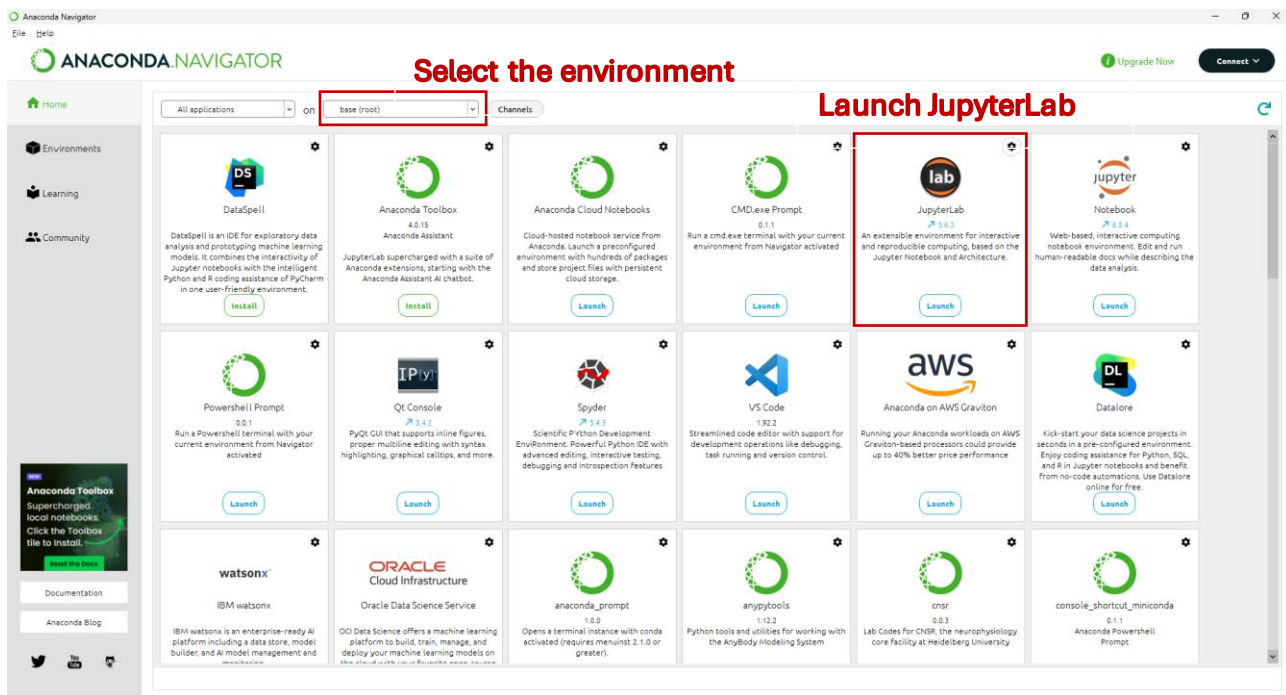 Anaconda Navigator
File Help
ANACONDA.NAVIGATOR
Upgrade Now
Connect
Select the environment
Launch JupyterLab
Home
Environments
Learning
Community
All applications
on
base (root)
Channels
DS
DataSpell
DataSpell is an IDE for exploratory data
analysis and prototyping machine learning
models. It combines the interactivity of
Jupyter notebooks with the intelligent
Python and R coding assistance of PyCharm
in one user-friendly environment.
Install
Anaconda Toolbox
4.0.15
Anaconda Assistant
JupyterLab supercharged with a suite of
Anaconda extensions, starting with the
Anaconda Assistant AI chatbot.
Install
Anaconda Cloud Notebooks
Cloud-hosted notebook service from
Anaconda. Launch a preconfigured
environment with hundreds of packages
and store project files with persistent
cloud storage.
Launch
CMD.exe Prompt
0.1.1
Run a cmd.exe terminal with your current
environment from Navigator activated
Launch
lab
JupyterLab
3.6.3
An extensible environment for interactive
and reproducible computing, based on the
Jupyter Notebook and Architecture.
Launch
jupyter
Notebook
6.5.4
Web-based, interactive computing
notebook environment. Edit and run
human-readable docs while describing the
data analysis.
Launch
Powershell Prompt
0.0.1
Run a Powershell terminal with your
current environment from Navigator
activated
Launch
IP[y]:
Qt Console
5.4.2
PyQt GUI that supports inline figures,
proper multiline editing with syntax
highlighting, graphical calltips, and more.
Launch
Spyder
5.4.3
Scientific PYthon Development
EnviRonment. Powerful Python IDE with
advanced editing, interactive testing,
debugging and introspection features
Launch
VS Code
1.92.2
Streamlined code editor with support for
development operations like debugging,
task running and version control.
Launch
aws
Anaconda on AWS Graviton
Running your Anaconda workloads on AWS
Graviton-based processors could provide
up to 40% better price performance
Launch
DL
Datalore
Kick-start your data science projects in
seconds in a pre-configured environment.
Enjoy coding assistance for Python, SQL,
and R in Jupyter notebooks and benefit
from no-code automations. Use Datalore
online for free.
Launch
watsonx
IBM watsonx
IBM watsonx is an enterprise-ready AI
platform including a data store, model
builder, and AI model management and
monitoring
ORACLE
Cloud Infrastructure
Oracle Data Science Service
OCI Data Science offers a machine learning
platform to build, train, manage, and
deploy your machine learning models on
the cloud with your favorite open-source
anaconda_prompt
1.0.0
Opens a terminal instance with conda
activated (requires menuinst 2.1.0 or
greater).
anypytools
1.12.2
Python tools and utilities for working with
the AnyBody Modeling System
cnsr
0.0.3
Lab Codes for CNSR, the neurophysiology
core facility at Heidelberg University
console_shortcut_miniconda
0.1.1
Anaconda Powershell
Prompt
NEW
Anaconda Toolbox
Supercharged
local notebooks.
Click the Toolbox
tile to install.
Read the Docs
Documentation
Anaconda Blog
You
Tube